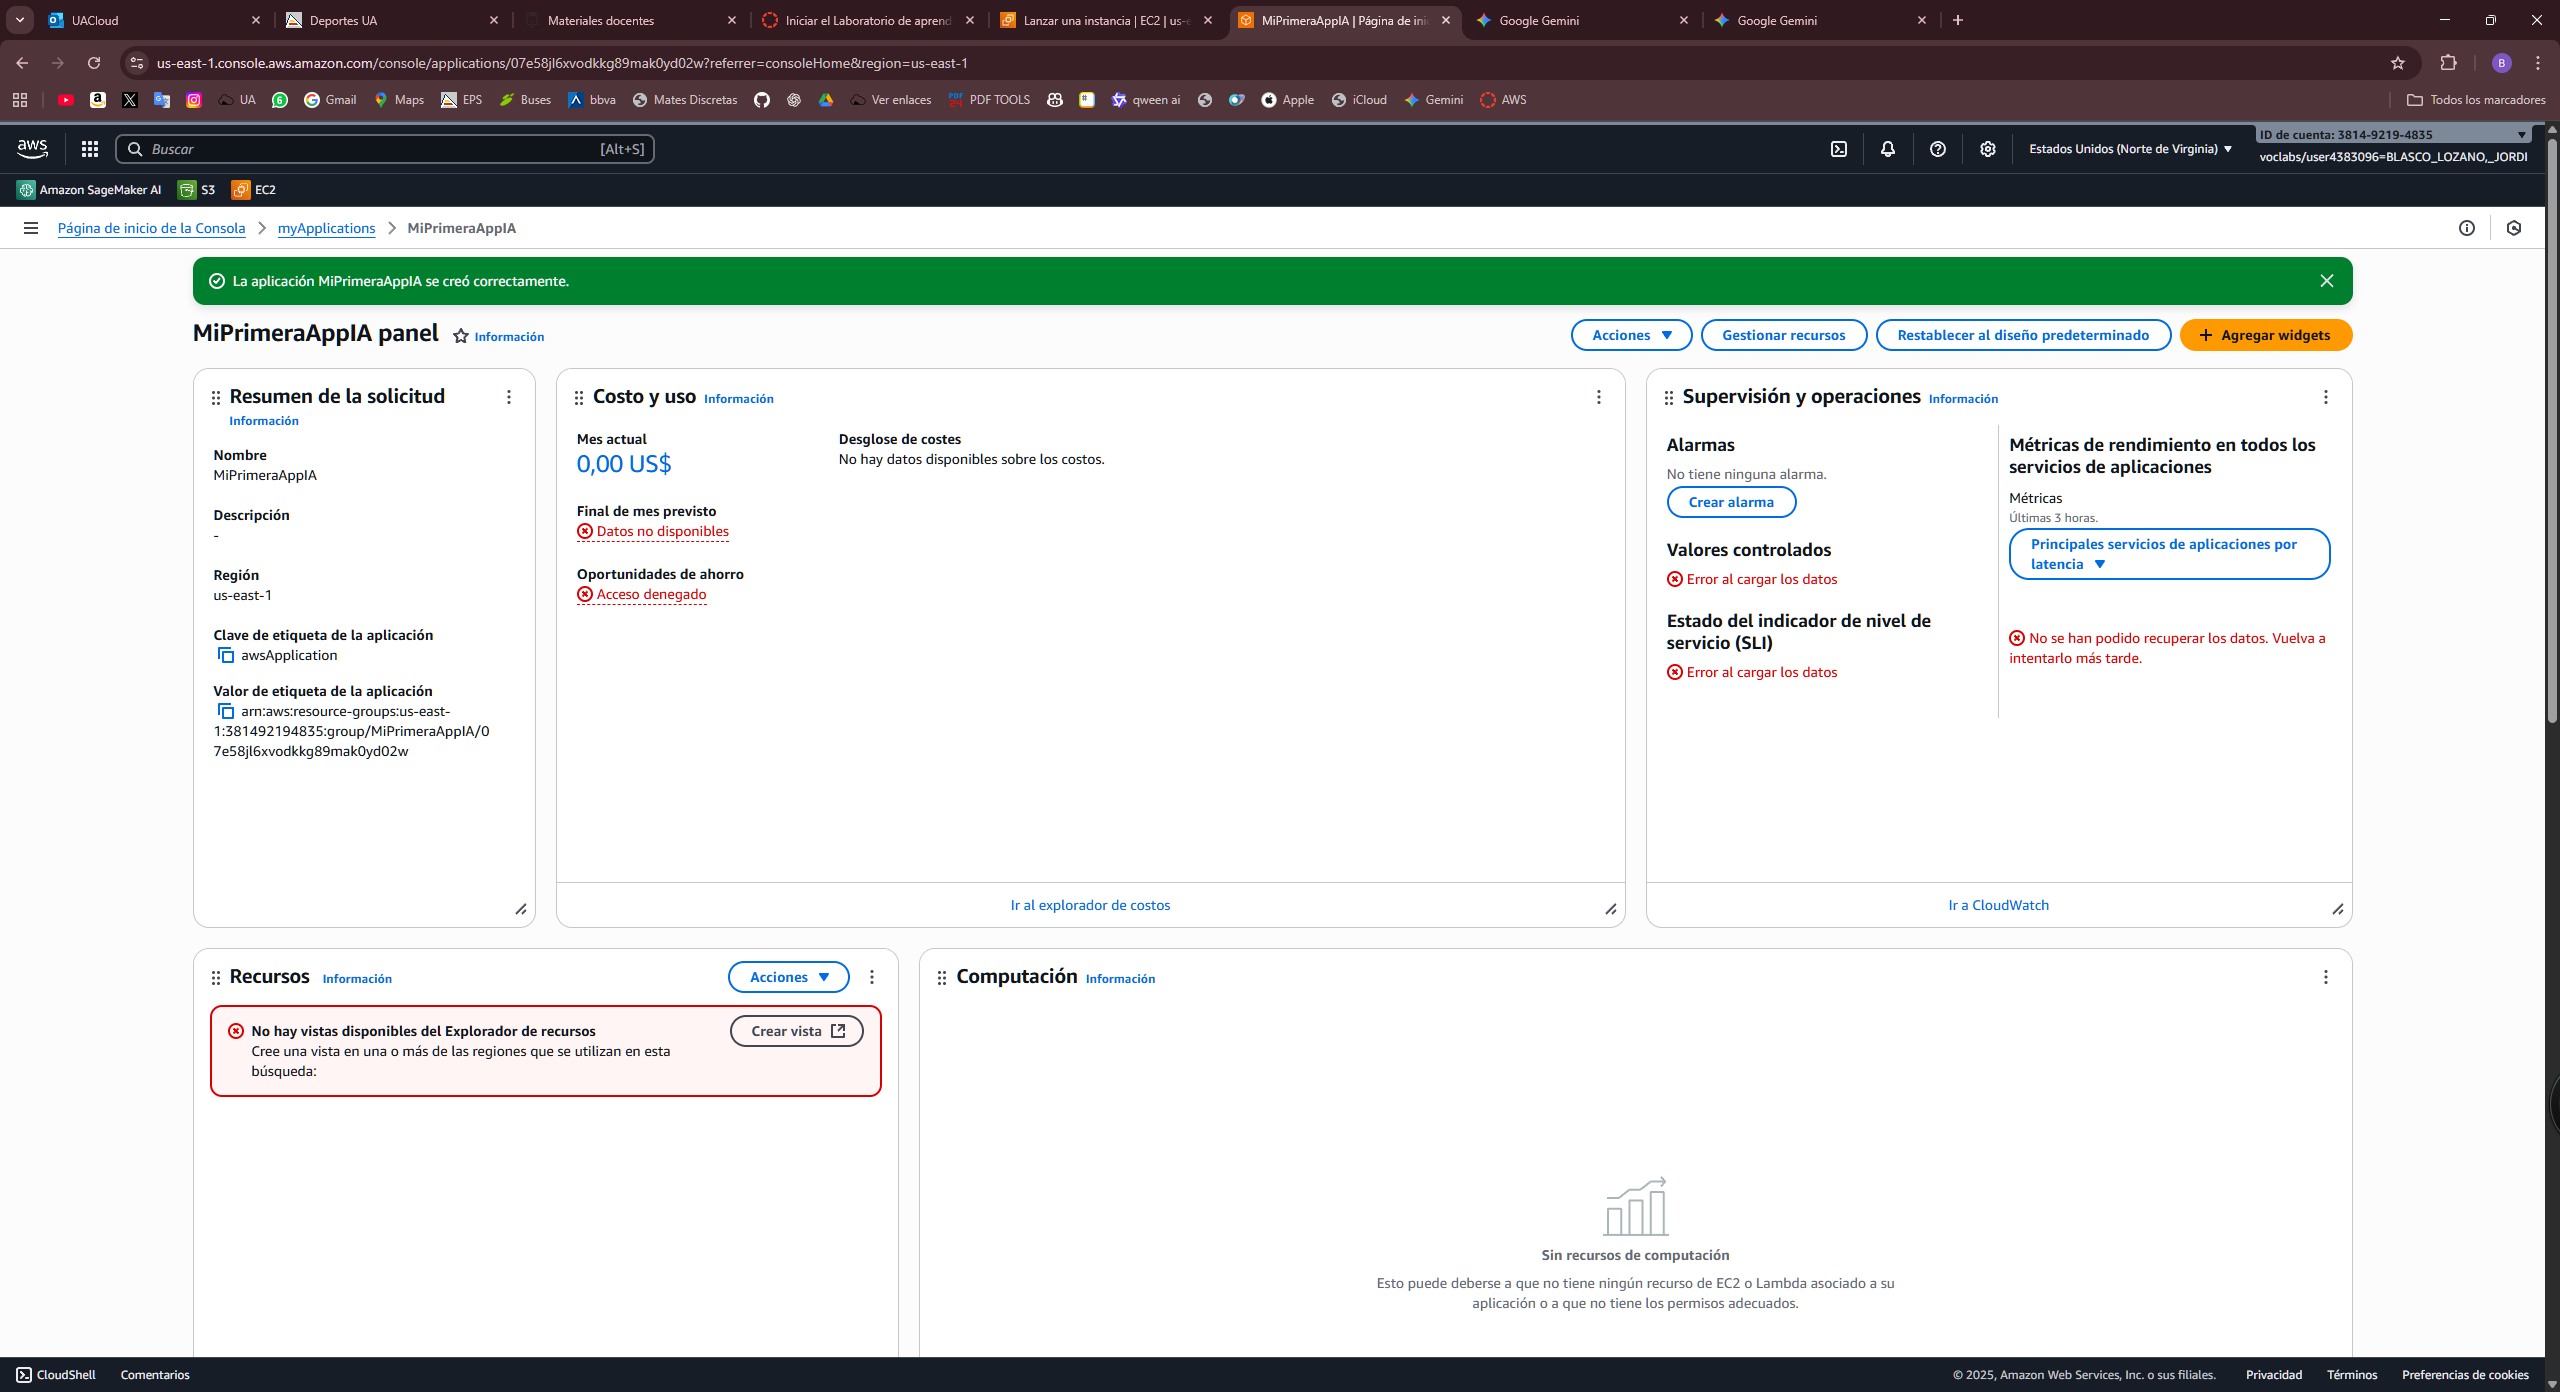 UACloud
Deportes UA
Materiales docentes
Iniciar el Laboratorio de aprend
Lanzar una instancia | EC2 | us-e
MiPrimeraAppIA | Página de ini
Google Gemini
Google Gemini
us-east-1.console.aws.amazon.com/console/applications/07e58jl6xvodkkg89mak0yd02w?referrer=consoleHome&region=us-east-1
B
UA
Gmail
Maps
EPS
Buses
bbva
Mates Discretas
Ver enlaces
PDF TOOLS
qween ai
Apple
iCloud
Gemini
AWS
Todos los marcadores
aws
Buscar
[Alt+S]
Estados Unidos (Norte de Virginia)
ID de cuenta: 3814-9219-4835
voclabs/user4383096=BLASCO_LOZANO,_JORDI
Amazon SageMaker AI
S3
EC2
Página de inicio de la Consola
myApplications
MiPrimeraAppIA
La aplicación MiPrimeraAppIA se creó correctamente.
MiPrimeraAppIA panel
Información
Acciones
Gestionar recursos
Restablecer al diseño predeterminado
Agregar widgets
Resumen de la solicitud
Información
Nombre
MiPrimeraAppIA
Descripción
-
Región
us-east-1
Clave de etiqueta de la aplicación
awsApplication
Valor de etiqueta de la aplicación
arn:aws:resource-groups:us-east-
1:381492194835:group/MiPrimeraAppIA/0
7e58jl6xvodkkg89mak0yd02w
Costo y uso
Información
Mes actual
0,00 US$
Desglose de costes
No hay datos disponibles sobre los costos.
Final de mes previsto
Datos no disponibles
Oportunidades de ahorro
Acceso denegado
Ir al explorador de costos
Supervisión y operaciones
Información
Alarmas
No tiene ninguna alarma.
Crear alarma
Valores controlados
Error al cargar los datos
Estado del indicador de nivel de
servicio (SLI)
Error al cargar los datos
Métricas de rendimiento en todos los
servicios de aplicaciones
Métricas
Últimas 3 horas.
Principales servicios de aplicaciones por
latencia
No se han podido recuperar los datos. Vuelva a
intentarlo más tarde.
Ir a CloudWatch
Recursos
Información
Acciones
No hay vistas disponibles del Explorador de recursos
Cree una vista en una o más de las regiones que se utilizan en esta
búsqueda:
Crear vista
Computación
Información
Sin recursos de computación
Esto puede deberse a que no tiene ningún recurso de EC2 o Lambda asociado a su
aplicación o a que no tiene los permisos adecuados.
CloudShell
Comentarios
© 2025, Amazon Web Services, Inc. o sus filiales.
Privacidad
Términos
Preferencias de cookies